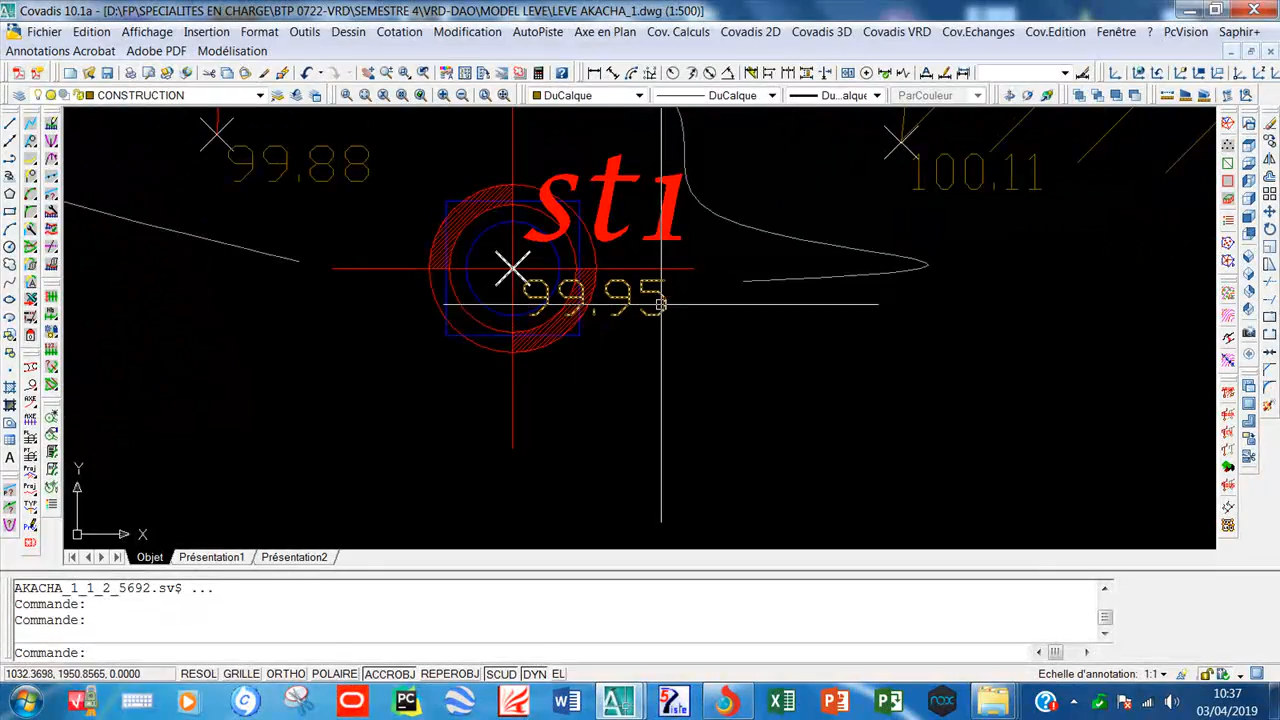 Covadis 10.1a - [D:\FP\SPECIALITES EN CHARGE\BTP 0722-VRD\SEMESTRE 4\VRD-DAO\MODEL LEVE\LEVE AKACHA_1.dwg (1:500)]
Fichier Edition Affichage Insertion Format Outils Dessin Cotation Modification AutoPiste Axe en Plan Cov. Calculs Covadis 2D Covadis 3D Covadis VRD Cov.Echanges Cov.Edition Fenêtre ? PcVision Saphir+
Annotations Acrobat Adobe PDF Modélisation
CONSTRUCTION DuCalque DuCalque Du...alque ParCouleur
99.88
st1
100.11
99.95
Y
X
Objet Présentation1 Présentation2
AKACHA_1_1_2_5692.sv$ ...
Commande:
Commande:
Commande:
1032.3698, 1950.8565, 0.0000 RESOL GRILLE ORTHO POLAIRE ACCROBJ REPEROBJ SCUD DYN EL Echelle d'annotation: 1:1
10:37
03/04/2019